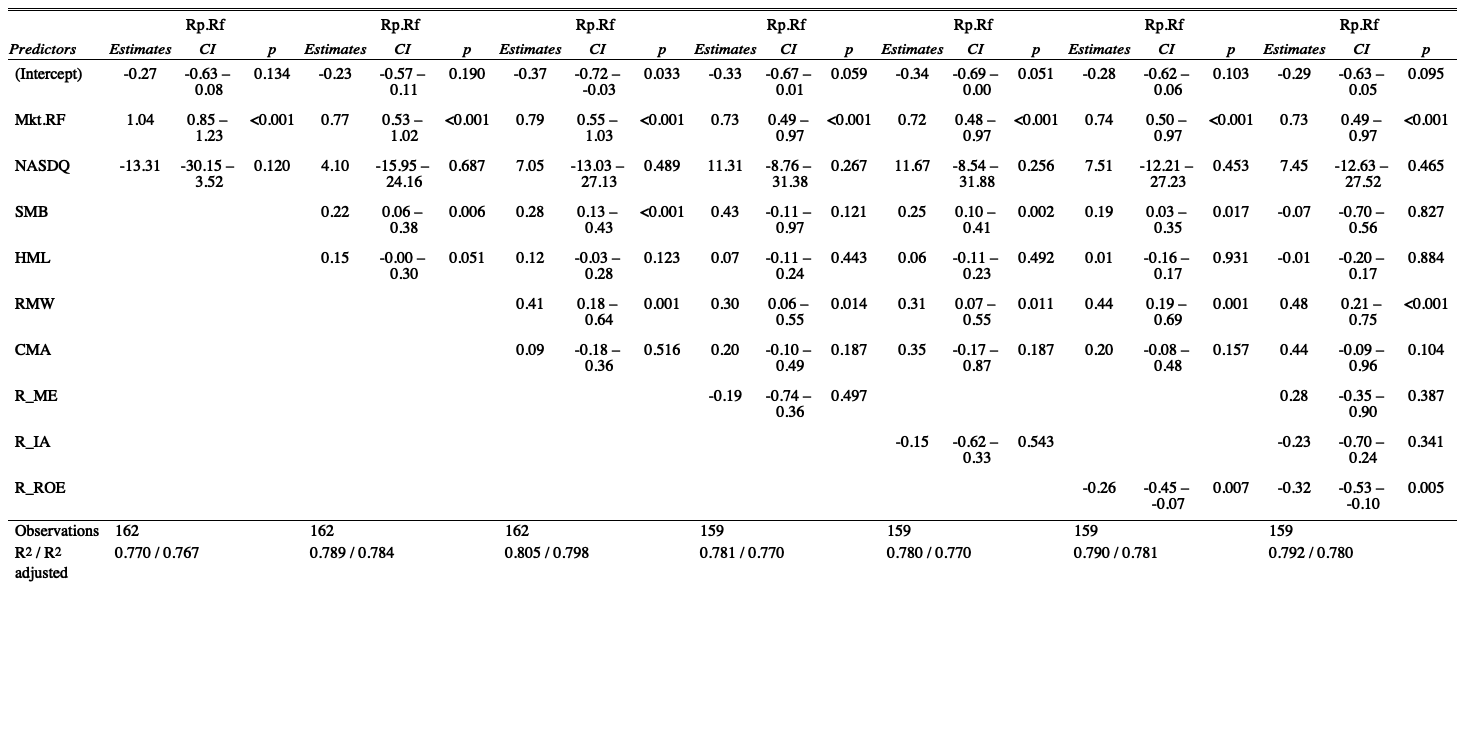 Rp.Rf Rp.Rf Rp.Rf Rp.Rf Rp.Rf Rp.Rf Rp.Rf
Predictors Estimates CI p Estimates CI p Estimates CI p Estimates CI p Estimates CI p Estimates CI p Estimates CI p
(Intercept) -0.27 -0.63 – 0.134 -0.23 -0.57 – 0.190 -0.37 -0.72 – 0.033 -0.33 -0.67 – 0.059 -0.34 -0.69 – 0.051 -0.28 -0.62 – 0.103 -0.29 -0.63 – 0.095
0.08 0.11 -0.03 0.01 0.00 0.06 0.05
Mkt.RF 1.04 0.85 – <0.001 0.77 0.53 – <0.001 0.79 0.55 – <0.001 0.73 0.49 – <0.001 0.72 0.48 – <0.001 0.74 0.50 – <0.001 0.73 0.49 – <0.001
1.23 1.02 1.03 0.97 0.97 0.97 0.97
NASDQ -13.31 -30.15 – 0.120 4.10 -15.95 – 0.687 7.05 -13.03 – 0.489 11.31 -8.76 – 0.267 11.67 -8.54 – 0.256 7.51 -12.21 – 0.453 7.45 -12.63 – 0.465
3.52 24.16 27.13 31.38 31.88 27.23 27.52
SMB 0.22 0.06 – 0.006 0.28 0.13 – <0.001 0.43 -0.11 – 0.121 0.25 0.10 – 0.002 0.19 0.03 – 0.017 -0.07 -0.70 – 0.827
0.38 0.43 0.97 0.41 0.35 0.56
HML 0.15 -0.00 – 0.051 0.12 -0.03 – 0.123 0.07 -0.11 – 0.443 0.06 -0.11 – 0.492 0.01 -0.16 – 0.931 -0.01 -0.20 – 0.884
0.30 0.28 0.24 0.23 0.17 0.17
RMW 0.41 0.18 – 0.001 0.30 0.06 – 0.014 0.31 0.07 – 0.011 0.44 0.19 – 0.001 0.48 0.21 – <0.001
0.64 0.55 0.55 0.69 0.75
CMA 0.09 -0.18 – 0.516 0.20 -0.10 – 0.187 0.35 -0.17 – 0.187 0.20 -0.08 – 0.157 0.44 -0.09 – 0.104
0.36 0.49 0.87 0.48 0.96
R_ME -0.19 -0.74 – 0.497 0.28 -0.35 – 0.387
0.36 0.90
R_IA -0.15 -0.62 – 0.543 -0.23 -0.70 – 0.341
0.33 0.24
R_ROE -0.26 -0.45 – 0.007 -0.32 -0.53 – 0.005
-0.07 -0.10
Observations 162 162 162 159 159 159 159
R2 / R2 0.770 / 0.767 0.789 / 0.784 0.805 / 0.798 0.781 / 0.770 0.780 / 0.770 0.790 / 0.781 0.792 / 0.780
adjusted